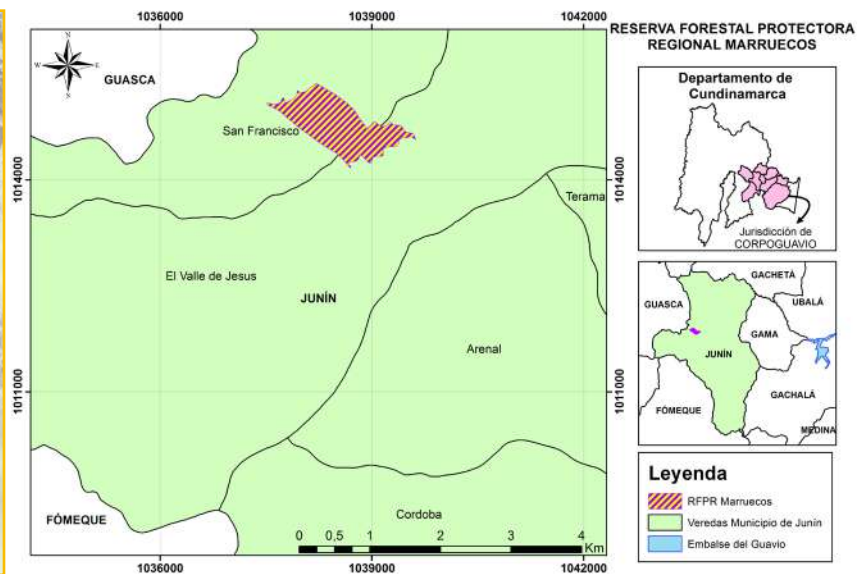 1036000
1039000
1042000
RESERVA FORESTAL PROTECTORA
REGIONAL MARRUECOS
N
W
E
GUASCA
San Francisco
1014000
1014000
Terama
El Valle de Jesus
JUNÍN
Arenal
1011000
1011000
FÓMEQUE
Cordoba
0 0,5 1 2 3 4
Km
1036000
1039000
1042000
Departamento de
Cundinamarca
Jurisdicción de
CORPOGUAVIO
GACHETÁ
GUASCA
UBALÁ
GAMA
JUNÍN
GACHALÁ
FÓMEQUE
MEDINA
Leyenda
RFPR Marruecos
Veredas Municipio de Junín
Embalse del Guavio